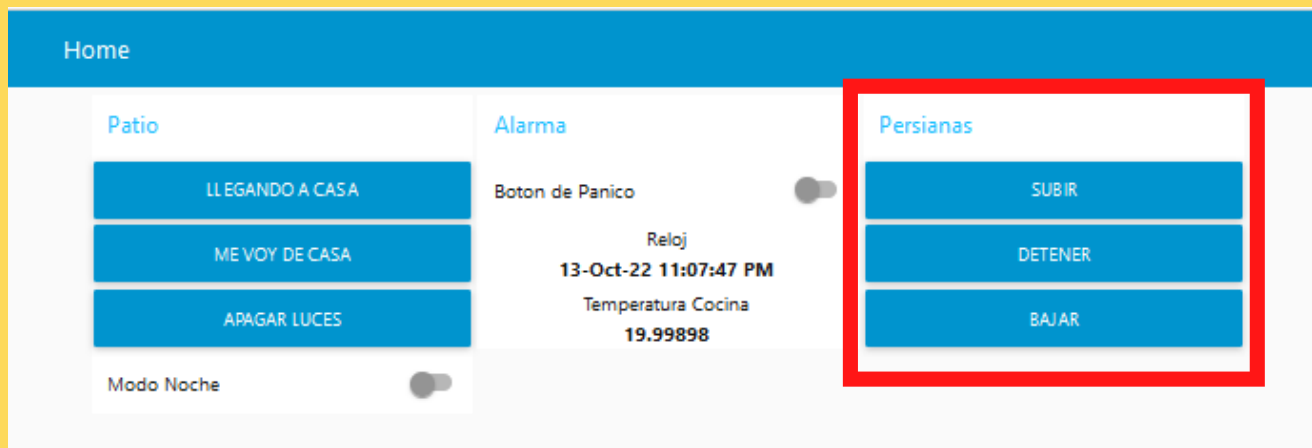 Home
Patio
LLEGANDO A CASA
ME VOY DE CASA
APAGAR LUCES
Modo Noche
Alarma
Boton de Panico
Reloj
13-Oct-22 11:07:47 PM
Temperatura Cocina
19.99898
Persianas
SUBIR
DETENER
BAJAR